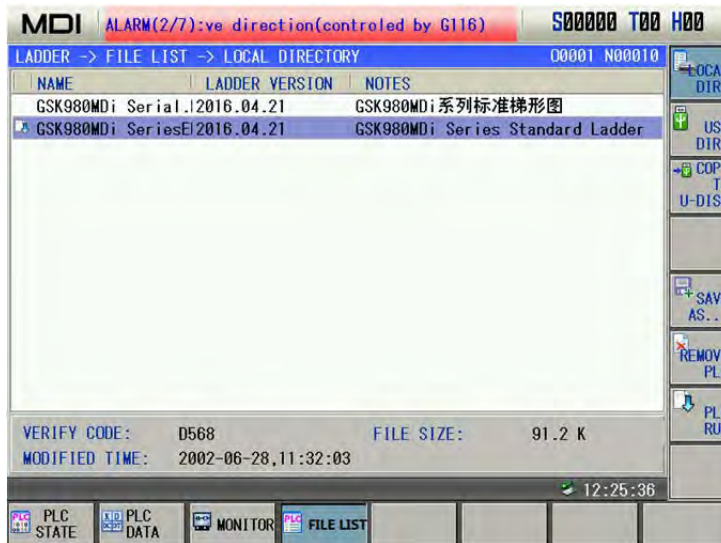 MDI ALARM(2/7):ve direction(controled by G116) S00000 T00 H00
LADDER -> FILE LIST -> LOCAL DIRECTORY O0001 N00010
NAME LADDER VERSION NOTES
GSK980MDi Serial.l 2016.04.21 GSK980MDi系列标准梯形图
GSK980MDi SeriesEl 2016.04.21 GSK980MDi Series Standard Ladder
LOCA
DIR
US
DIR
COP
T
U-DIS
SAV
AS..
REMOV
PL
PL
RU
VERIFY CODE: D568 FILE SIZE: 91.2 K
MODIFIED TIME: 2002-06-28,11:32:03
12:25:36
PLC
STATE
PLC
DATA
MONITOR
FILE LIST